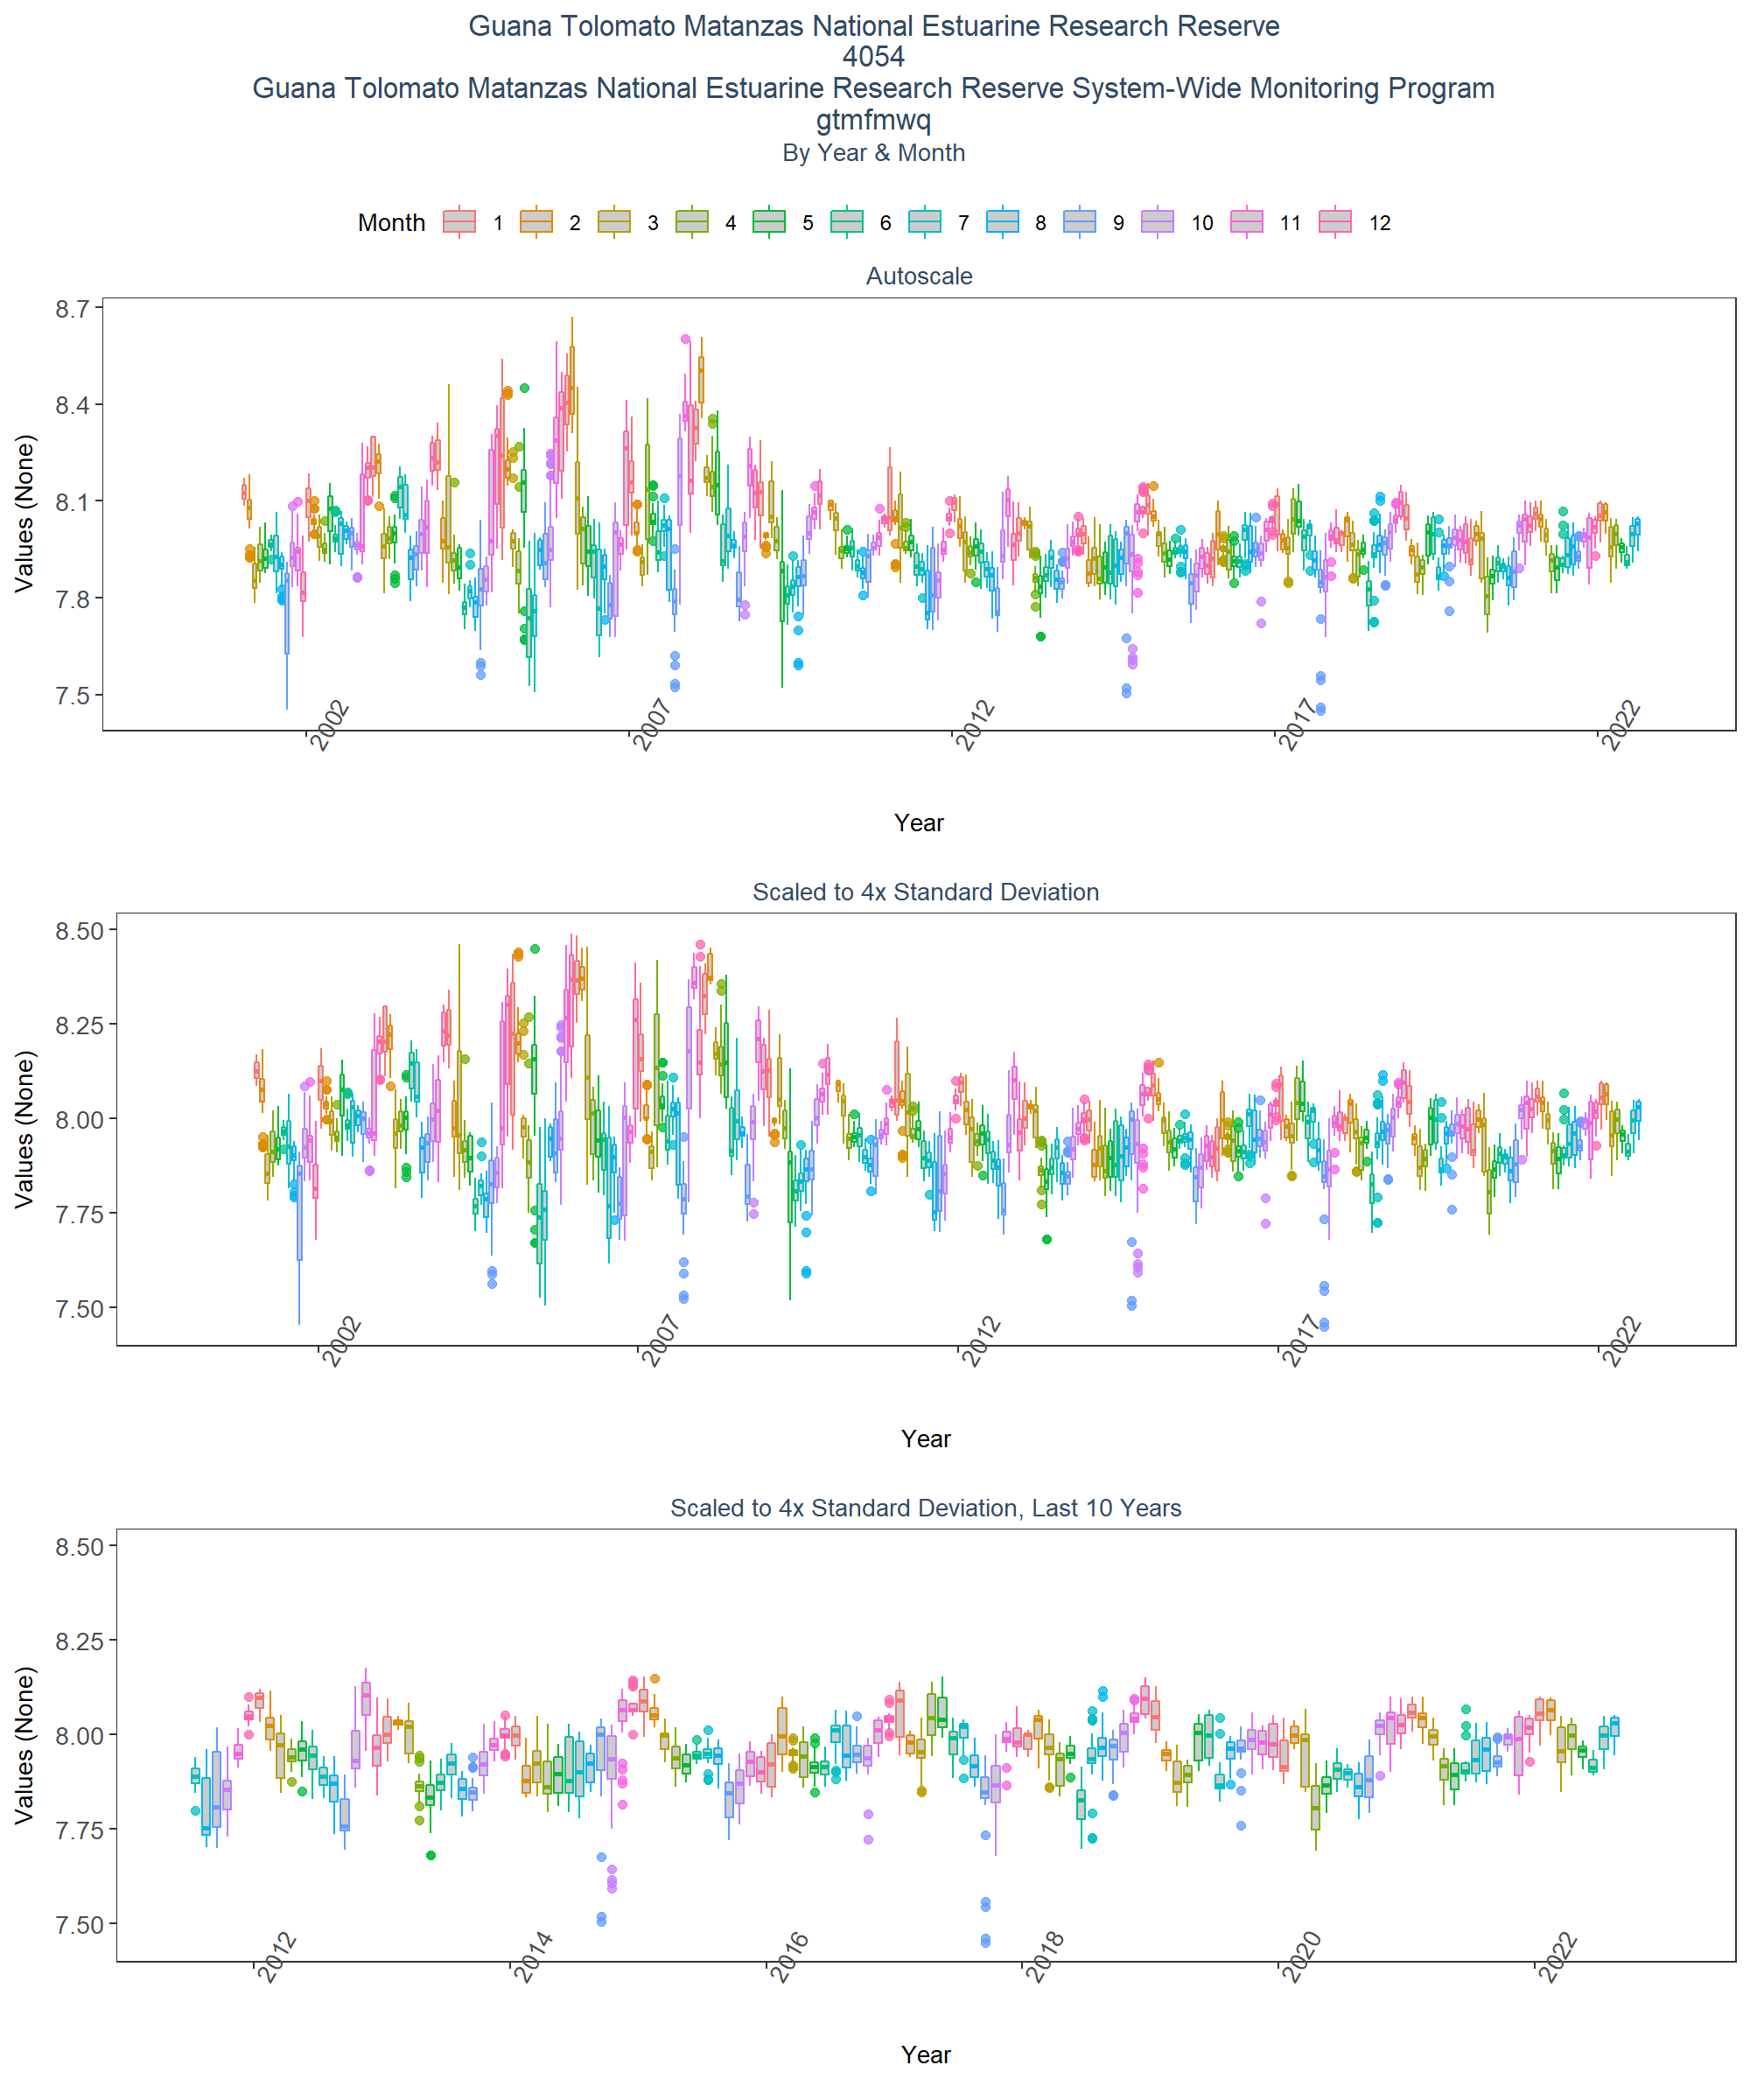 Guana Tolomato Matanzas National Estuarine Research Reserve
4054
Guana Tolomato Matanzas National Estuarine Research Reserve System-Wide Monitoring Program
gtmfmwq
By Year & Month
Month 1 2 3 4 5 6 7 8 9 10 11 12
Autoscale
8.7
8.4
8.1
7.8
7.5
Values (None)
2002 2007 2012 2017 2022
Year
Scaled to 4x Standard Deviation
8.50
8.25
8.00
7.75
7.50
Values (None)
2002 2007 2012 2017 2022
Year
Scaled to 4x Standard Deviation, Last 10 Years
8.50
8.25
8.00
7.75
7.50
Values (None)
2012 2014 2016 2018 2020 2022
Year